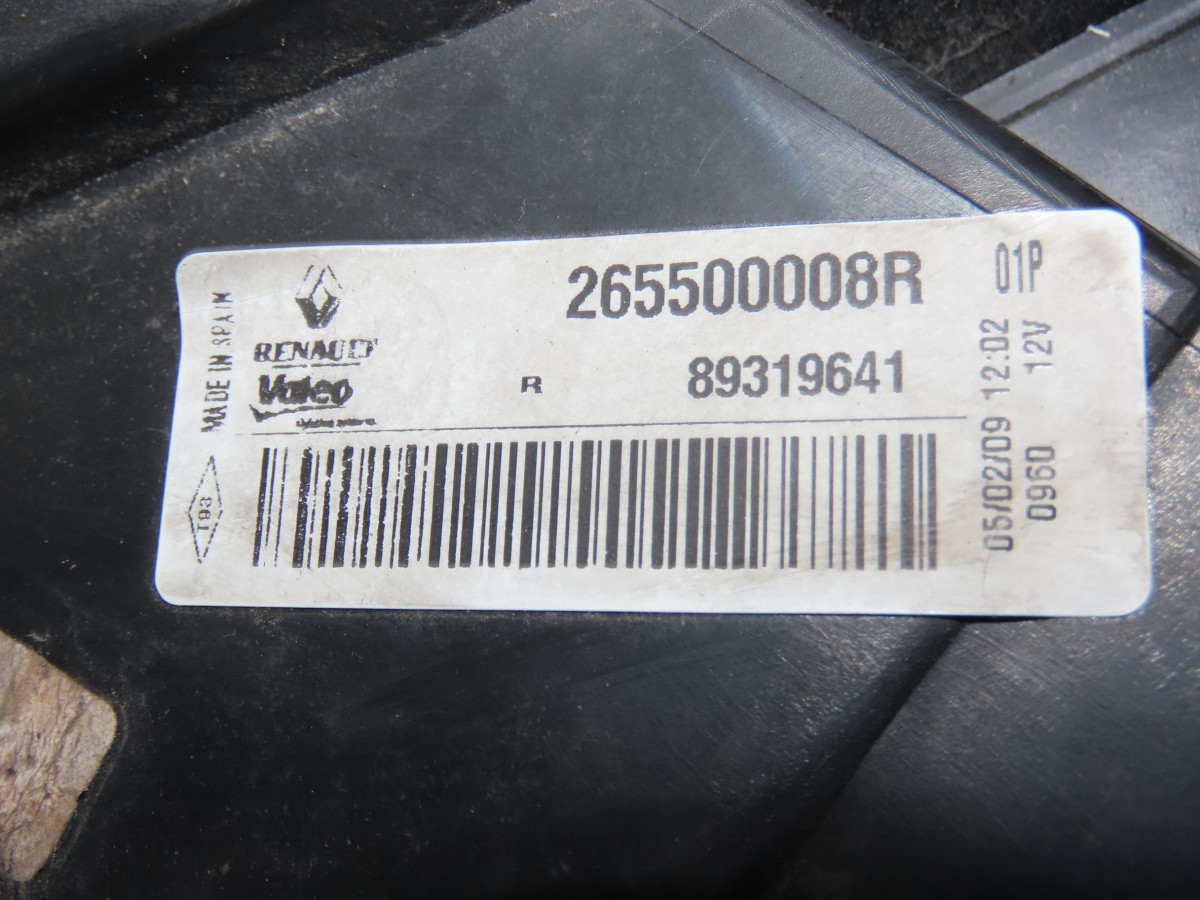 MADE IN SPAIN
T93
RENAULT
Valeo
R
265500008R
89319641
01P
05/02/09 12:02
0960 12V